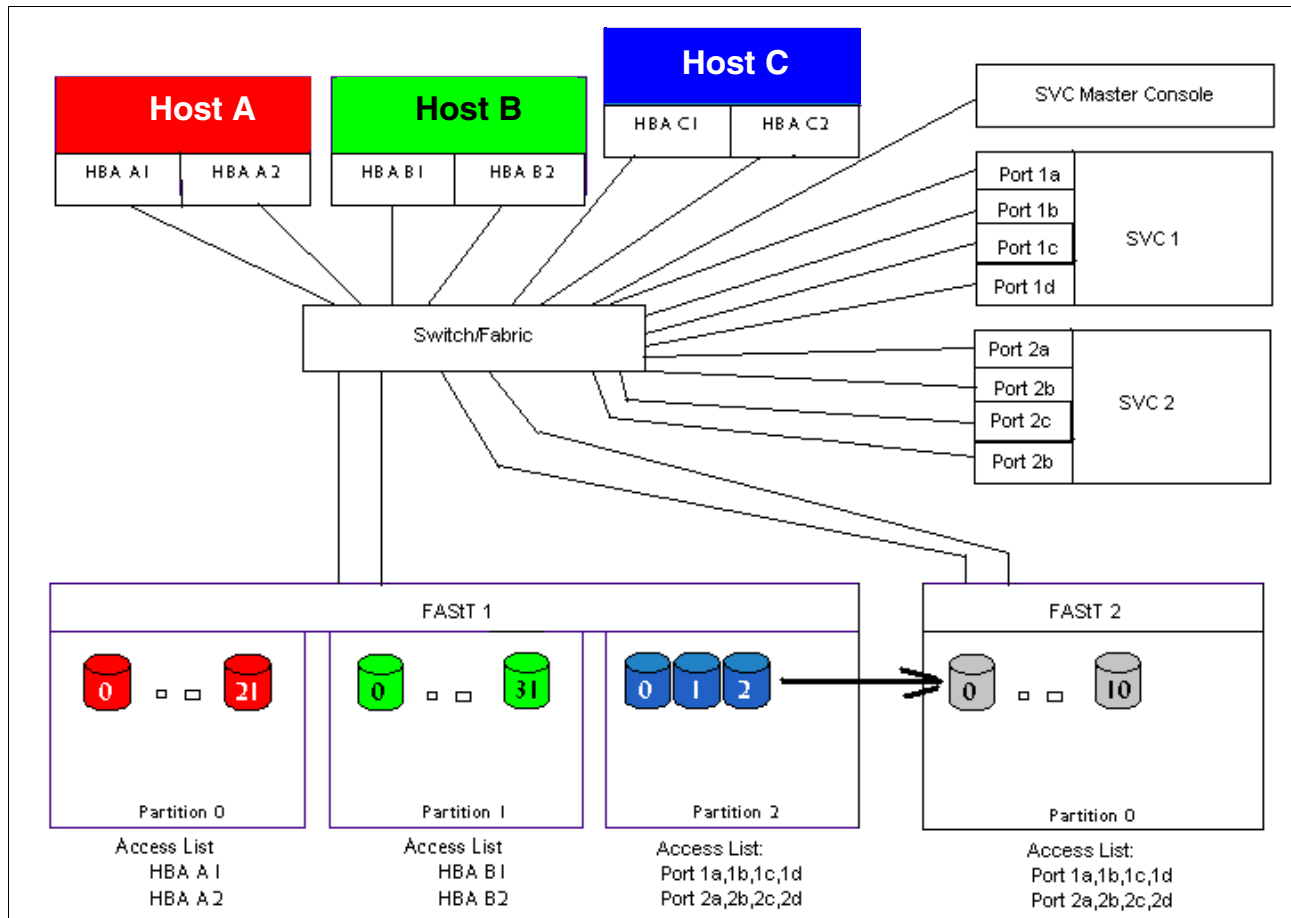 Host A
HBA A1
HBA A2
Host B
HBA B1
HBA B2
Host C
HBA C1
HBA C2
SVC Master Console
Port 1a
Port 1b
Port 1c
Port 1d
SVC 1
Switch/Fabric
Port 2a
Port 2b
Port 2c
Port 2b
SVC 2
FAStT 1
0
21
Partition 0
0
31
Partition 1
0
1
2
Partition 2
FAStT 2
0
10
Partition 0
Access List
HBA A1
HBA A2
Access List
HBA B1
HBA B2
Access List:
Port 1a,1b,1c,1d
Port 2a,2b,2c,2d
Access List:
Port 1a,1b,1c,1d
Port 2a,2b,2c,2d